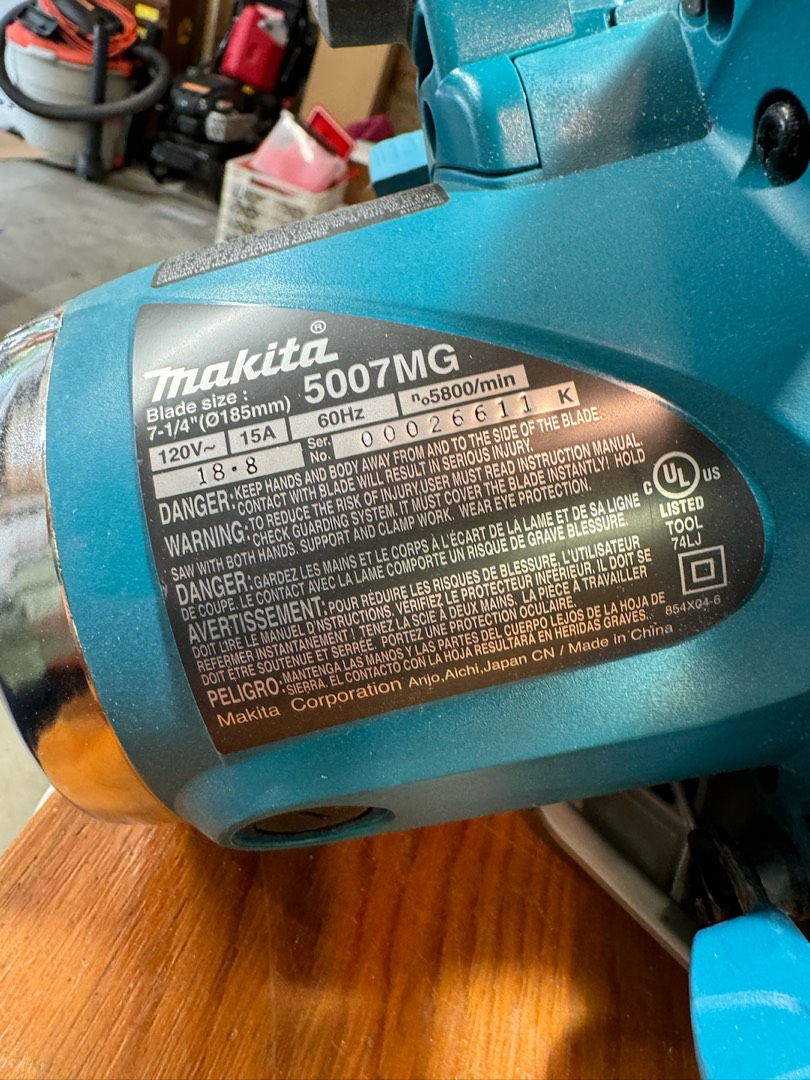 makita®
5007MG
Blade size :
7-1/4"(Ø185mm)
120V~ 15A 60Hz n₀5800/min
18・8 Ser. No. 00026611 K
DANGER: KEEP HANDS AND BODY AWAY FROM AND TO THE SIDE OF THE BLADE.
CONTACT WITH BLADE WILL RESULT IN SERIOUS INJURY.
WARNING: TO REDUCE THE RISK OF INJURY.USER MUST READ INSTRUCTION MANUAL.
CHECK GUARDING SYSTEM. IT MUST COVER THE BLADE INSTANTLY! HOLD
SAW WITH BOTH HANDS. SUPPORT AND CLAMP WORK. WEAR EYE PROTECTION.
DANGER: GARDEZ LES MAINS ET LE CORPS À L'ÉCART DE LA LAME ET DE SA LIGNE
DE COUPE. LE CONTACT AVEC LA LAME COMPORTE UN RISQUE DE GRAVE BLESSURE.
AVERTISSEMENT: POUR RÉDUIRE LES RISQUES DE BLESSURE, L'UTILISATEUR
DOIT LIRE LE MANUEL D'INSTRUCTIONS. VÉRIFIEZ LE PROTECTEUR INFÉRIEUR. IL DOIT SE
REFERMER INSTANTANÉMENT ! TENEZ LA SCIE À DEUX MAINS. LA PIÈCE À TRAVAILLER
DOIT ÊTRE SOUTENUE ET SERRÉE. PORTEZ UNE PROTECTION OCULAIRE.
PELIGRO: MANTENGA LAS MANOS Y LAS PARTES DEL CUERPO LEJOS DE LA HOJA DE
SIERRA. EL CONTACTO CON LA HOJA RESULTARÁ EN HERIDAS GRAVES.
Makita Corporation Anjo,Aichi,Japan CN / Made in China
C UL US
LISTED
TOOL
74LJ
854X04-6